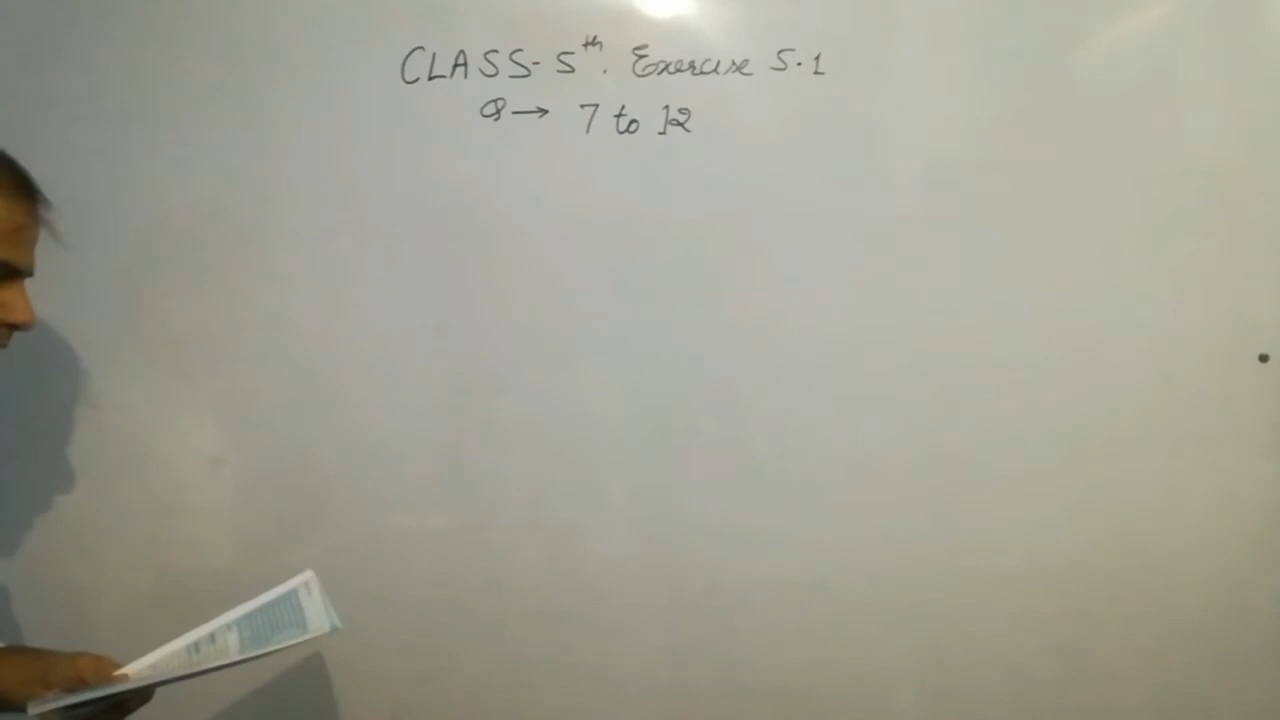 CLASS-5th. Exercise 5.1
Q→ 7 to 12